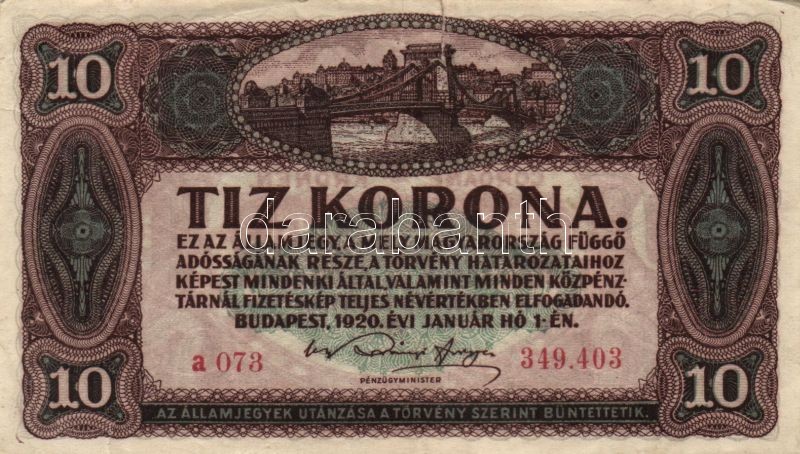 10 10
TIZ KORONA.
darabanth
EZ AZ ÁLLAMJEGY, A MELY MAGYARORSZÁG FÜGGŐ
ADÓSSÁGÁNAK RÉSZE, A TÖRVÉNY HATÁROZATAIHOZ
KÉPEST MINDENKI ÁLTAL, VALAMINT MINDEN KÖZPÉNZ-
TÁRNÁL FIZETÉSKÉP TELJES NÉVÉRTÉKBEN ELFOGADANDÓ.
BUDAPEST, 1920. ÉVI JANUÁR HÓ 1-ÉN.
a 073 349.403
PÉNZÜGYMINISTER
10 10
AZ ÁLLAMJEGYEK UTÁNZÁSA A TÖRVÉNY SZERINT BÜNTETTETIK.